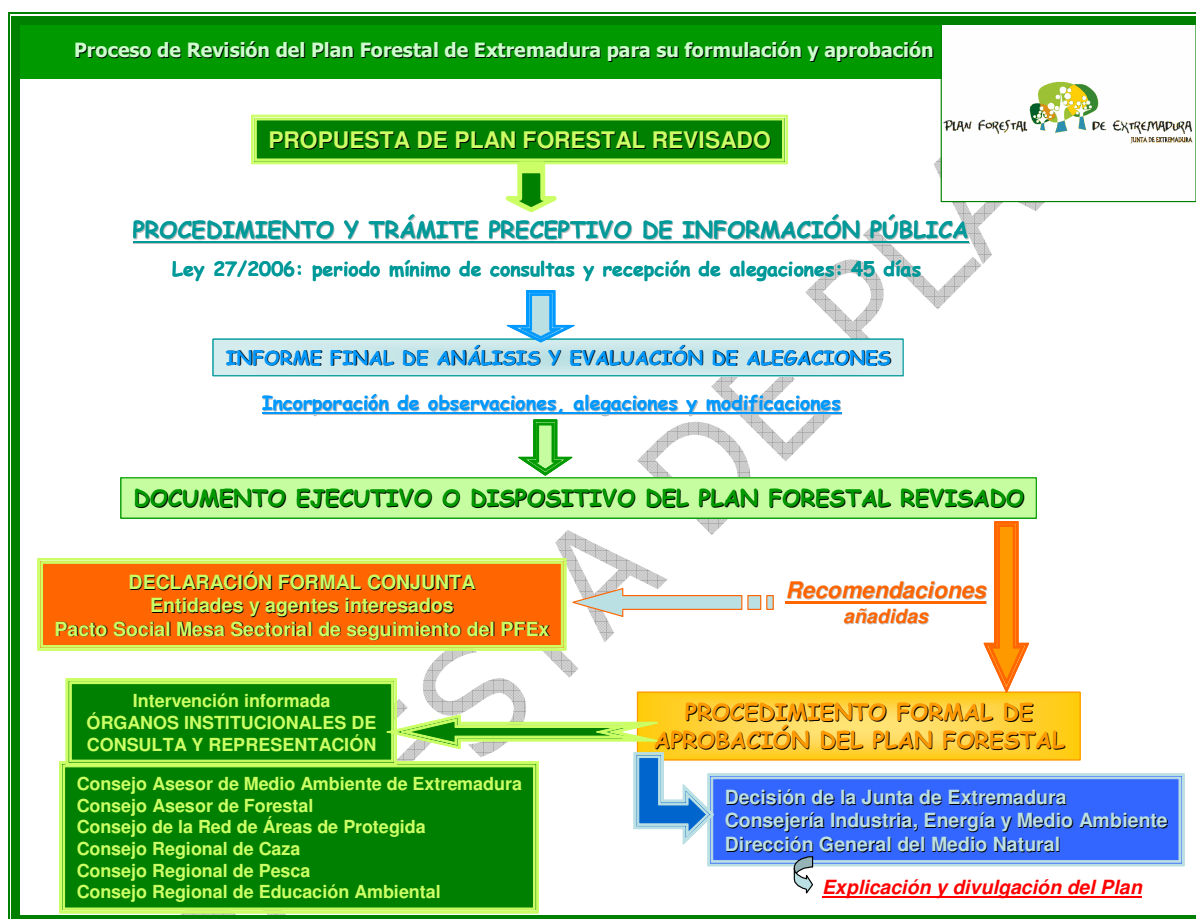 Proceso de Revisión del Plan Forestal de Extremadura para su formulación y aprobación
PLAN FORESTAL DE EXTREMADURA
JUNTA DE EXTREMADURA
PROPUESTA DE PLAN FORESTAL REVISADO
PROCEDIMIENTO Y TRÁMITE PRECEPTIVO DE INFORMACIÓN PÚBLICA
Ley 27/2006: periodo mínimo de consultas y recepción de alegaciones: 45 días
INFORME FINAL DE ANÁLISIS Y EVALUACIÓN DE ALEGACIONES
Incorporación de observaciones, alegaciones y modificaciones
DOCUMENTO EJECUTIVO O DISPOSITIVO DEL PLAN FORESTAL REVISADO
DECLARACIÓN FORMAL CONJUNTA
Entidades y agentes interesados
Pacto Social Mesa Sectorial de seguimiento del PFEx
Recomendaciones
añadidas
Intervención informada
ÓRGANOS INSTITUCIONALES DE
CONSULTA Y REPRESENTACIÓN
PROCEDIMIENTO FORMAL DE
APROBACIÓN DEL PLAN FORESTAL
Consejo Asesor de Medio Ambiente de Extremadura
Consejo Asesor de Forestal
Consejo de la Red de Áreas de Protegida
Consejo Regional de Caza
Consejo Regional de Pesca
Consejo Regional de Educación Ambiental
Decisión de la Junta de Extremadura
Consejería Industria, Energía y Medio Ambiente
Dirección General del Medio Natural
Explicación y divulgación del Plan
ESTA DE PLA